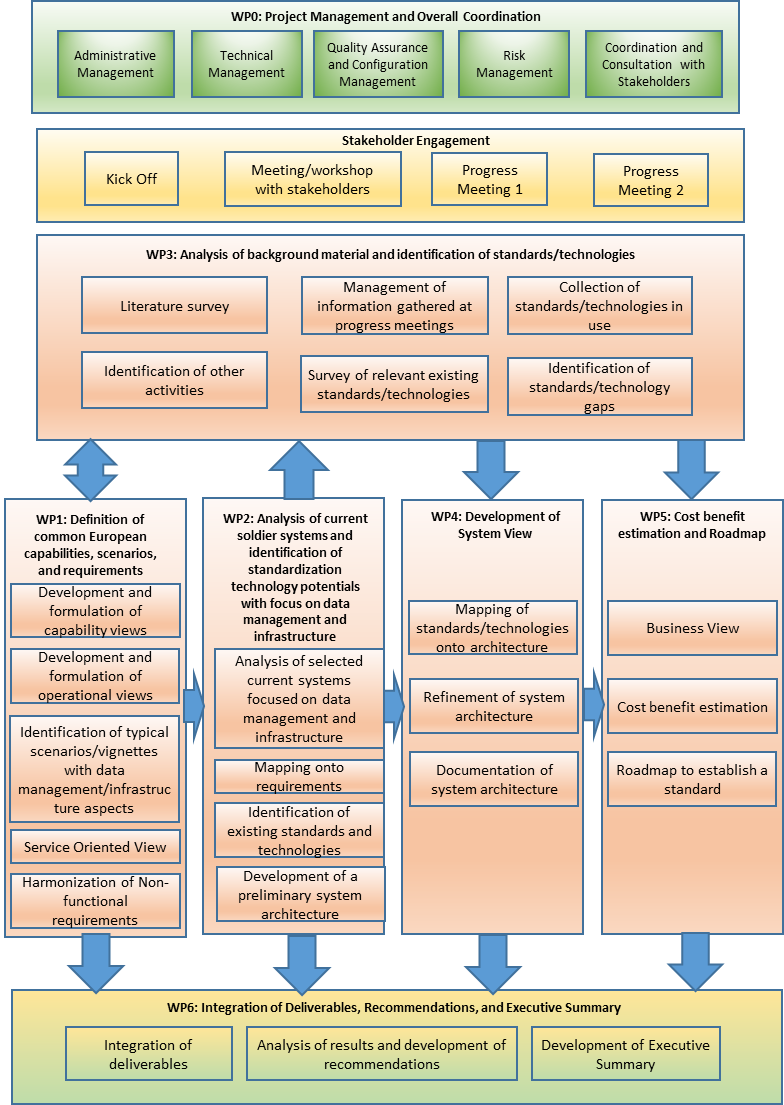 WP0: Project Management and Overall Coordination
Administrative
Management
Technical
Management
Quality Assurance
and Configuration
Management
Risk
Management
Coordination and
Consultation with
Stakeholders
Stakeholder Engagement
Kick Off
Meeting/workshop
with stakeholders
Progress
Meeting 1
Progress
Meeting 2
WP3: Analysis of background material and identification of standards/technologies
Literature survey
Management of
information gathered at
progress meetings
Collection of
standards/technologies in
use
Identification of other
activities
Survey of relevant existing
standards/technologies
Identification of
standards/technology
gaps
WP1: Definition of
common European
capabilities, scenarios,
and requirements
Development and
formulation of
capability views
Development and
formulation of
operational views
Identification of typical
scenarios/vignettes
with data
management/infrastruc
ture aspects
Service Oriented View
Harmonization of Non-
functional
requirements
WP2: Analysis of current
soldier systems and
identification of
standardization
technology potentials
with focus on data
management and
infrastructure
Analysis of selected
current systems
focused on data
management and
infrastructure
Mapping onto
requirements
Identification of
existing standards and
technologies
Development of a
preliminary system
architecture
WP4: Development of
System View
Mapping of
standards/technologies
onto architecture
Refinement of system
architecture
Documentation of
system architecture
WP5: Cost benefit
estimation and Roadmap
Business View
Cost benefit estimation
Roadmap to establish a
standard
WP6: Integration of Deliverables, Recommendations, and Executive Summary
Integration of
deliverables
Analysis of results and development of
recommendations
Development of Executive
Summary